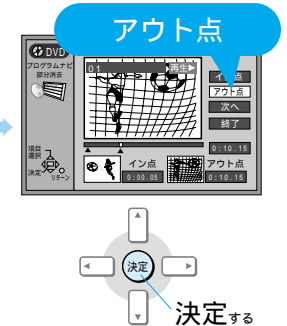 アウト点
DVD
プログラムナビ
部分消去
01
再生▶
イン点
アウト点
次へ
終了
0:10.15
項目
選択
決定
リターン
イン点
0:00.05
アウト点
0:10.15
決定
決定する